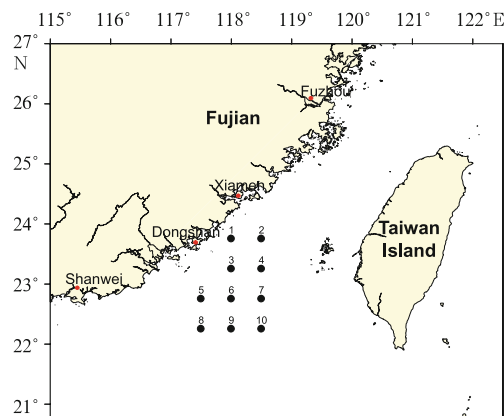 115° 116° 117° 118° 119° 120° 121° 122°E
27°
N
Fuzhou
26°
Fujian
25°
Xiamen
24°
Dongshan 1 2
Taiwan
Island
3 4
23°
Shanwei
5 6 7
22°
8 9 10
21°